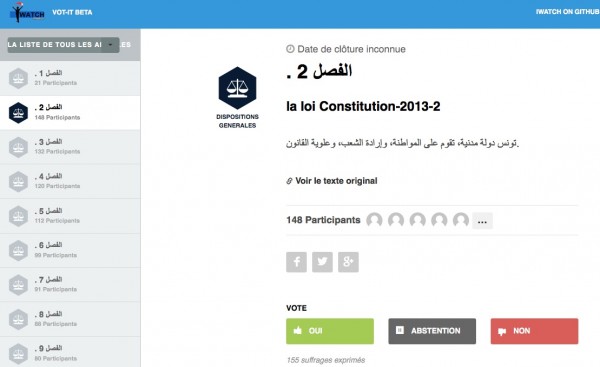 IWATCH
VOT-IT BETA
IWATCH ON GITHUB
LA LISTE DE TOUS LES
الفصل 1 .
21 Participants
الفصل 2 .
148 Participants
الفصل 3 .
132 Participants
الفصل 4 .
120 Participants
الفصل 5 .
112 Participants
الفصل 6 .
99 Participants
الفصل 7 .
91 Participants
الفصل 8 .
Participants
الفصل 9 .
80 Participants
DISPOSITIONS
GENERALES
Date de clôture inconnue
الفصل 2 .
la loi Constitution-2013-2
تونس دولة مدنية، تقوم على المواطنة، وإرادة الشعب، وعلوية القانون.
Voir le texte original
148 Participants
...
VOTE
OUI
ABSTENTION
NON
155 suffrages exprimés